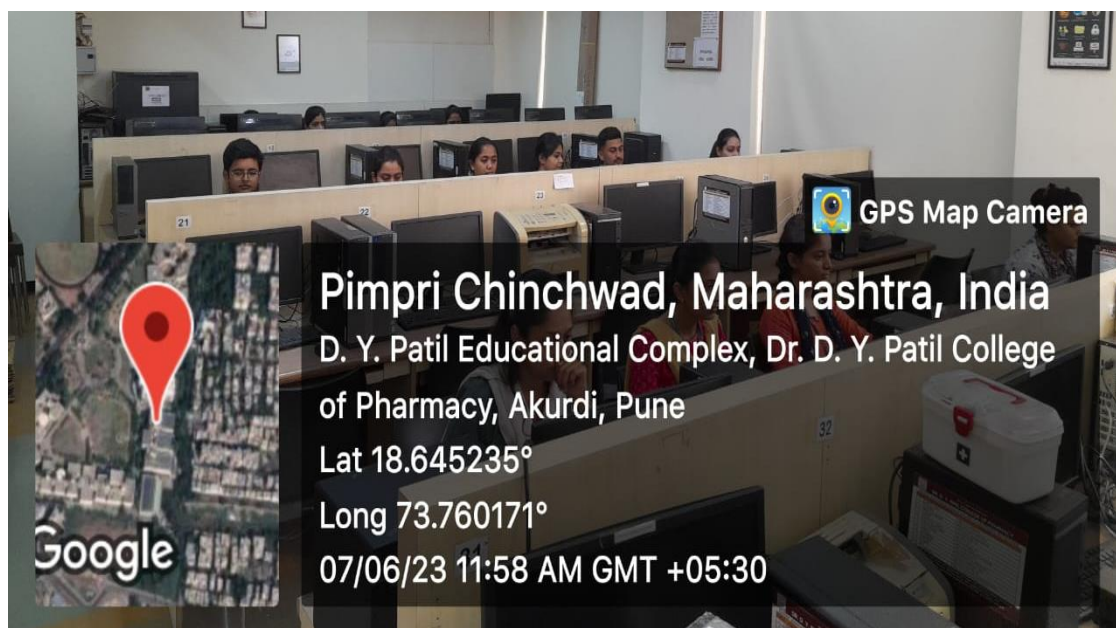 21
22
23
32
GPS Map Camera
Pimpri Chinchwad, Maharashtra, India
D. Y. Patil Educational Complex, Dr. D. Y. Patil College
of Pharmacy, Akurdi, Pune
Lat 18.645235°
Long 73.760171°
07/06/23 11:58 AM GMT +05:30
Google